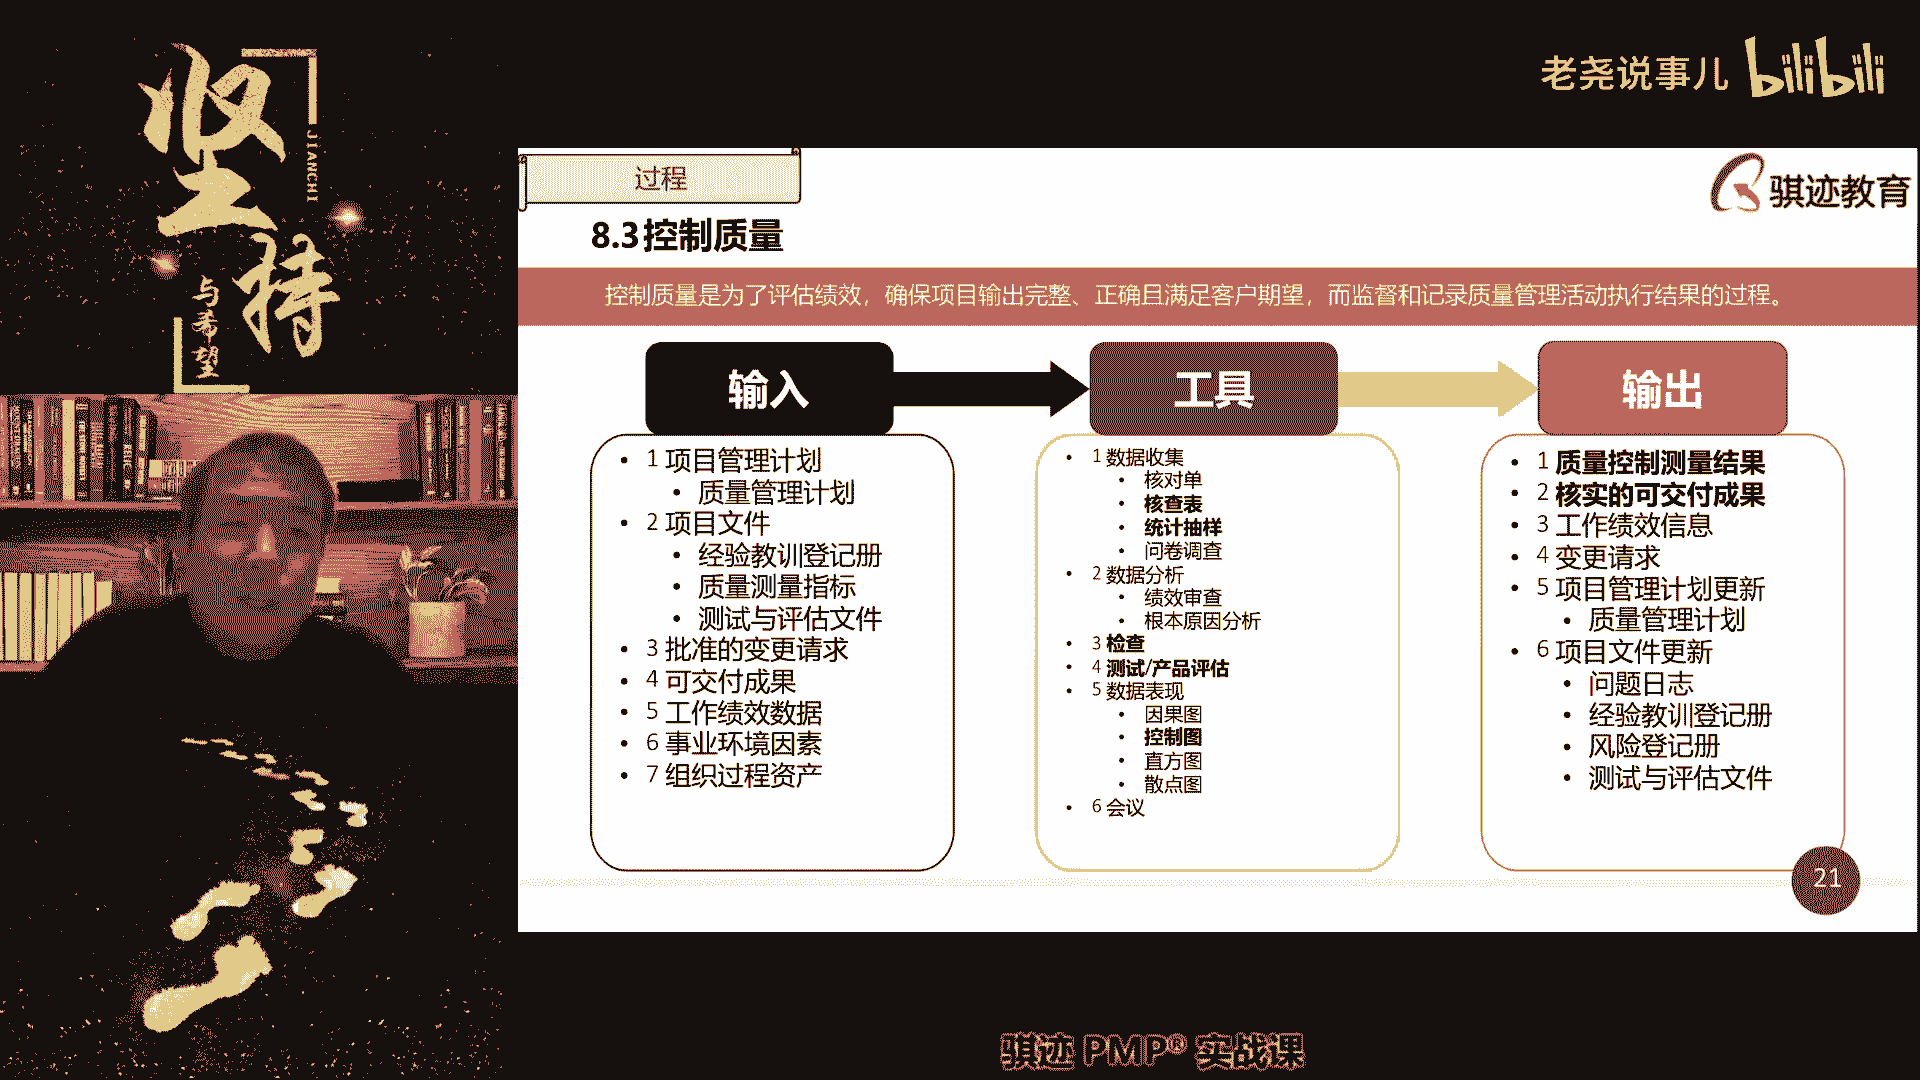 坚持
JIANCHI
与希望
老尧说事儿 bilibili
过程
骐迹教育
8.3控制质量
控制质量是为了评估绩效，确保项目输出完整、正确且满足客户期望，而监督和记录质量管理活动执行结果的过程。
输入
• 1 项目管理计划
• 质量管理计划
• 2 项目文件
• 经验教训登记册
• 质量测量指标
• 测试与评估文件
• 3 批准的变更请求
• 4 可交付成果
• 5 工作绩效数据
• 6 事业环境因素
• 7 组织过程资产
工具
• 1 数据收集
• 核对单
• 核查表
• 统计抽样
• 问卷调查
• 2 数据分析
• 绩效审查
• 根本原因分析
• 3 检查
• 4 测试/产品评估
• 5 数据表现
• 因果图
• 控制图
• 直方图
• 散点图
• 6 会议
输出
• 1 质量控制测量结果
• 2 核实的可交付成果
• 3 工作绩效信息
• 4 变更请求
• 5 项目管理计划更新
• 质量管理计划
• 6 项目文件更新
• 问题日志
• 经验教训登记册
• 风险登记册
• 测试与评估文件
21
骐迹 PMP® 实战课